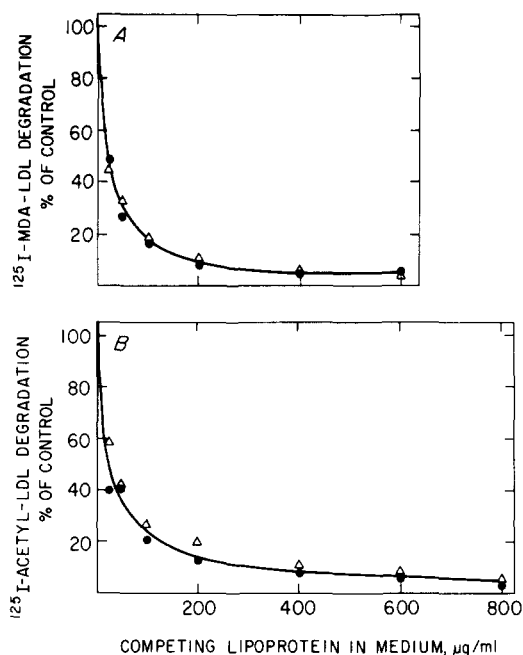 A
100
80
60
40
20
¹²⁵I-MDA-LDL DEGRADATION
% OF CONTROL
B
100
80
60
40
20
¹²⁵I-ACETYL-LDL DEGRADATION
% OF CONTROL
200 400 600 800
COMPETING LIPOPROTEIN IN MEDIUM, μg/ml